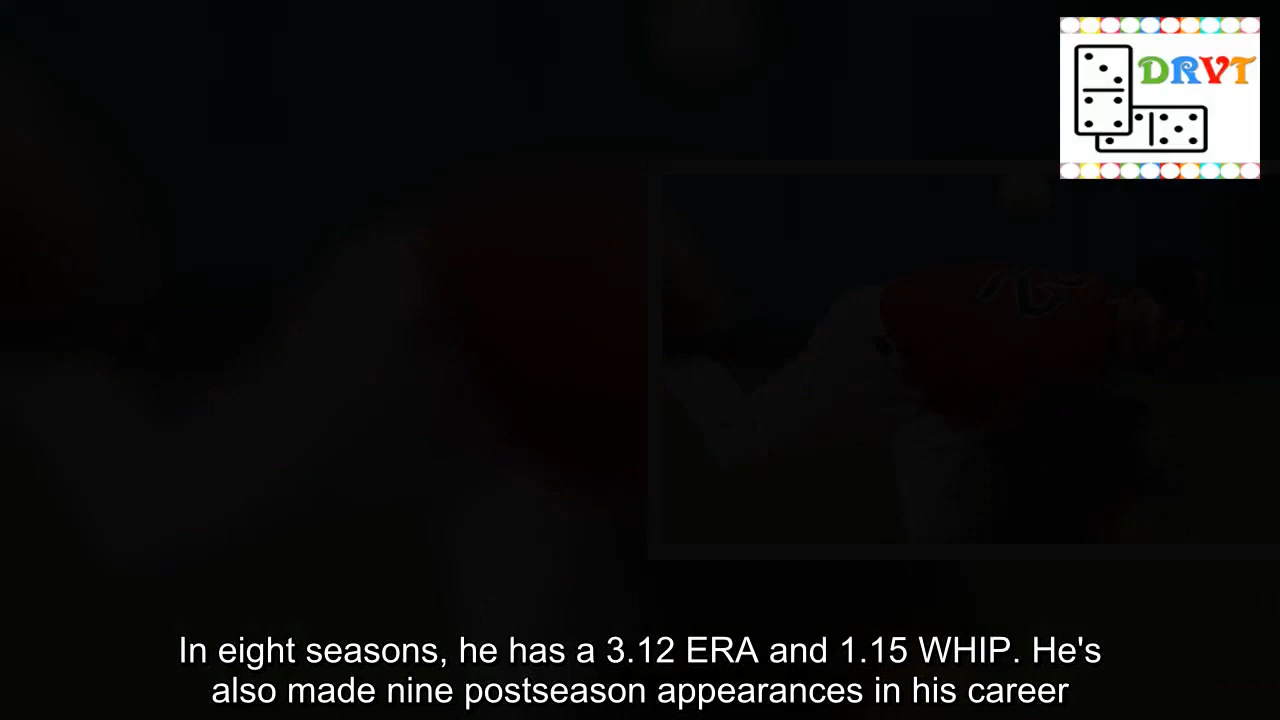 DRVT
In eight seasons, he has a 3.12 ERA and 1.15 WHIP. He's
also made nine postseason appearances in his career